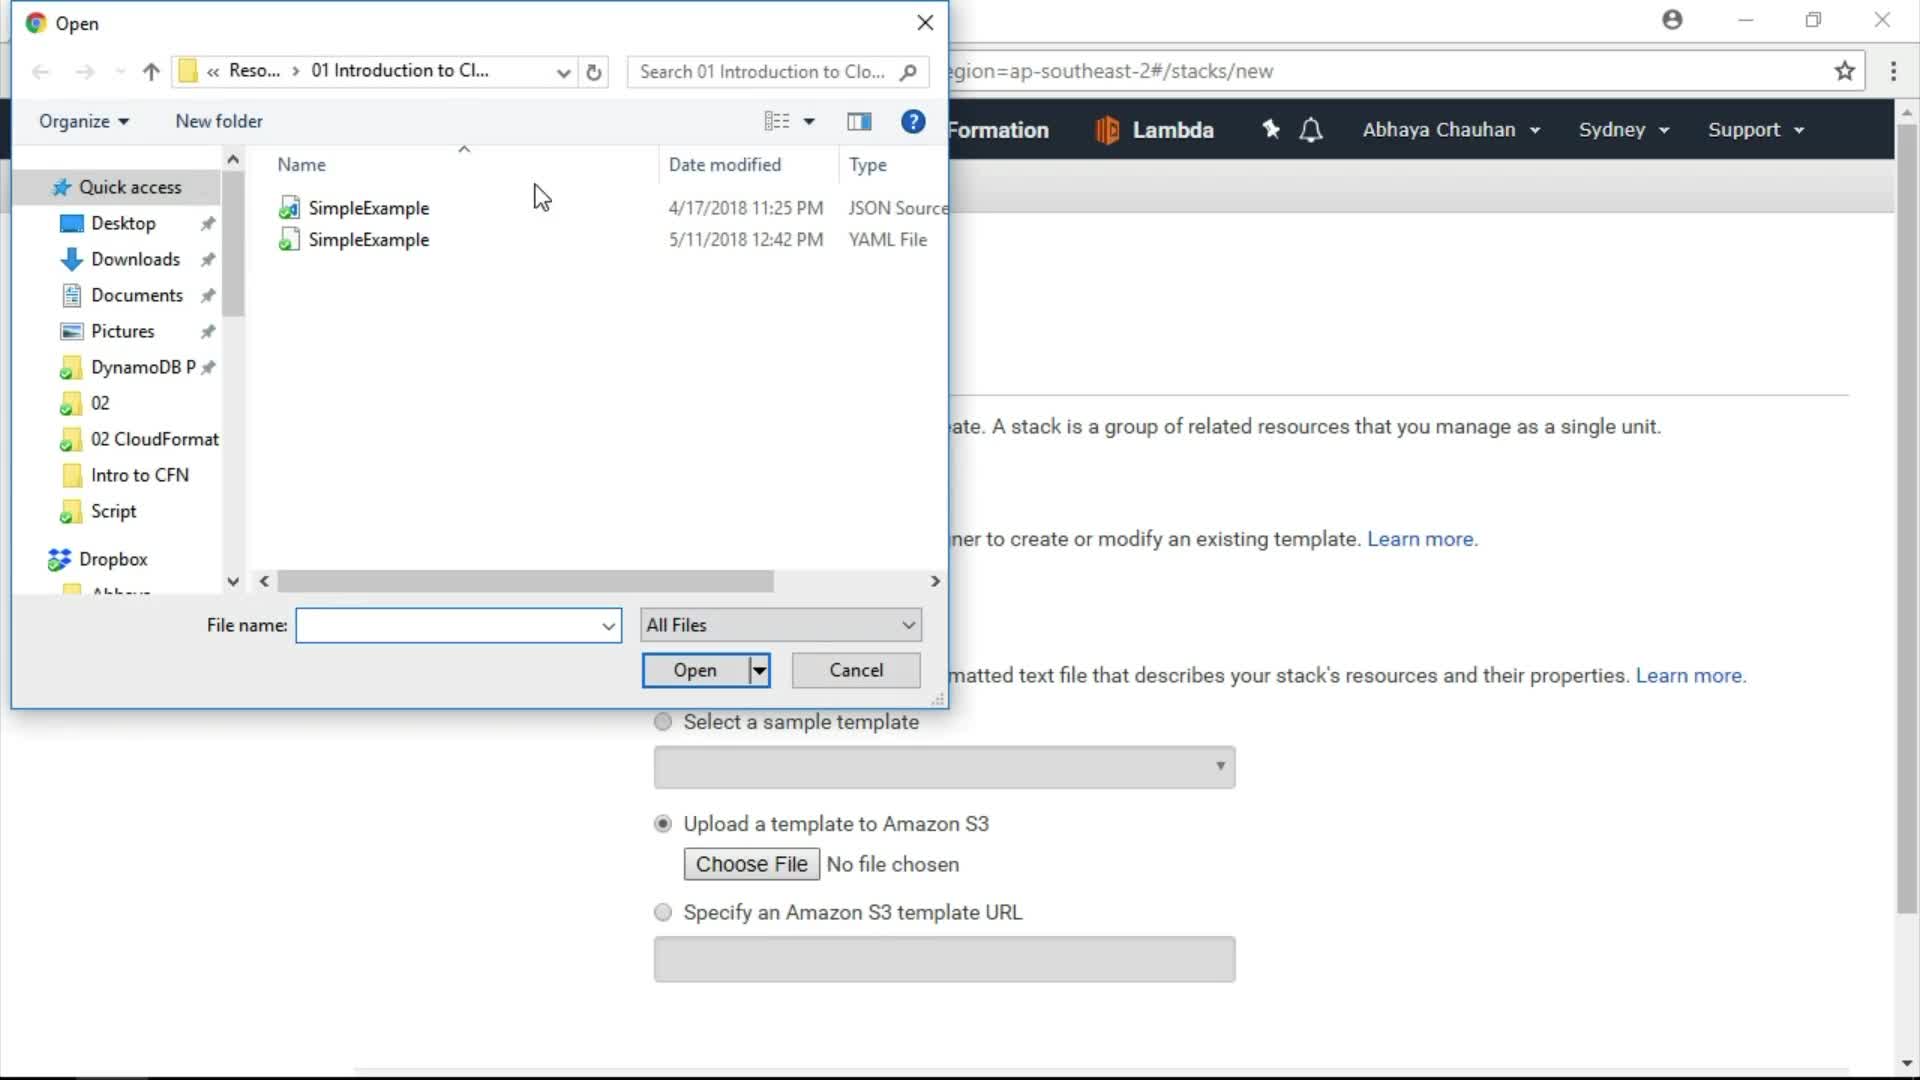 Open
« Reso... › 01 Introduction to Cl...
Search 01 Introduction to Clo...
egion=ap-southeast-2#/stacks/new
Organize
New folder
Formation
Lambda
Abhaya Chauhan
Sydney
Support
Name
Date modified
Type
Quick access
Desktop
Downloads
Documents
Pictures
DynamoDB P
02
02 CloudFormat
Intro to CFN
Script
Dropbox
SimpleExample 4/17/2018 11:25 PM JSON Source
SimpleExample 5/11/2018 12:42 PM YAML File
File name:
All Files
Open
Cancel
ate. A stack is a group of related resources that you manage as a single unit.
ner to create or modify an existing template. Learn more.
matted text file that describes your stack's resources and their properties. Learn more.
Select a sample template
Upload a template to Amazon S3
Choose File No file chosen
Specify an Amazon S3 template URL